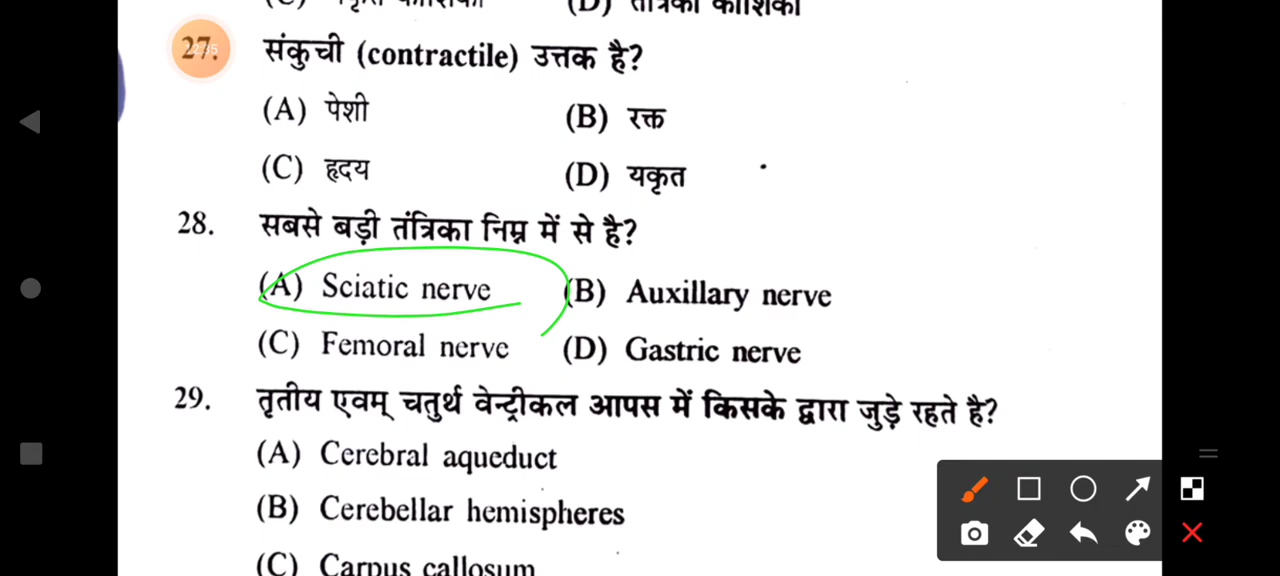 (D) तंत्रिका कोशिका
27. संकुची (contractile) उत्तक है?
(A) पेशी (B) रक्त
(C) हृदय (D) यकृत
28. सबसे बड़ी तंत्रिका निम्न में से है?
(A) Sciatic nerve (B) Auxillary nerve
(C) Femoral nerve (D) Gastric nerve
29. तृतीय एवम् चतुर्थ वेन्ट्रीकल आपस में किसके द्वारा जुड़े रहते है?
(A) Cerebral aqueduct
(B) Cerebellar hemispheres
(C) Carpus callosum